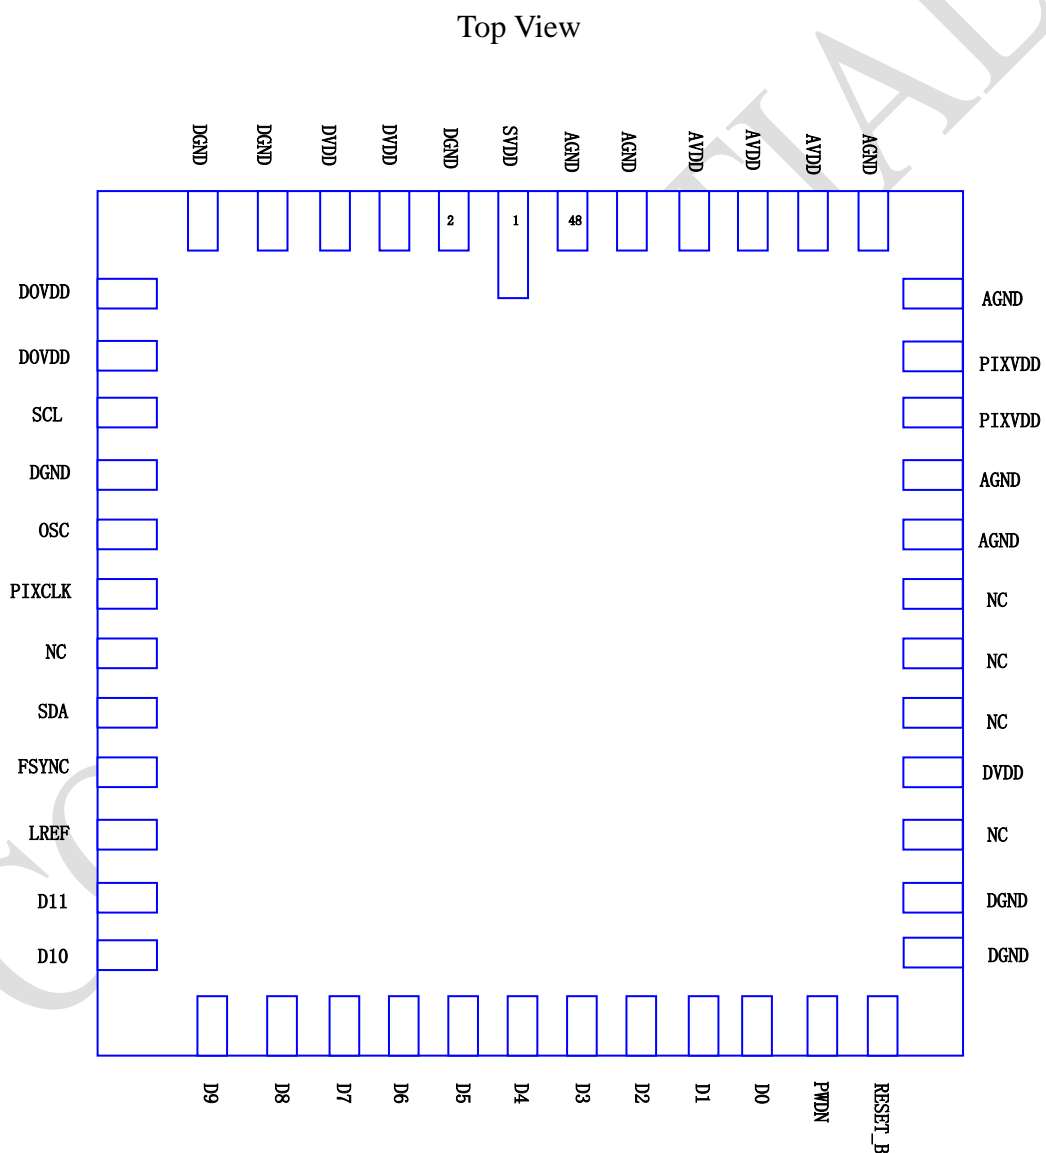 Top View
DGND
DGND
DVDD
DVDD
DGND
SVDD
AGND
AGND
AVDD
AVDD
AVDD
AGND
2
1
48
DOVDD
DOVDD
SCL
DGND
OSC
PIXCLK
NC
SDA
FSYNC
LREF
D11
D10
AGND
PIXVDD
PIXVDD
AGND
AGND
NC
NC
NC
DVDD
NC
DGND
DGND
D9
D8
D7
D6
D5
D4
D3
D2
D1
D0
PWDN
RESET_B